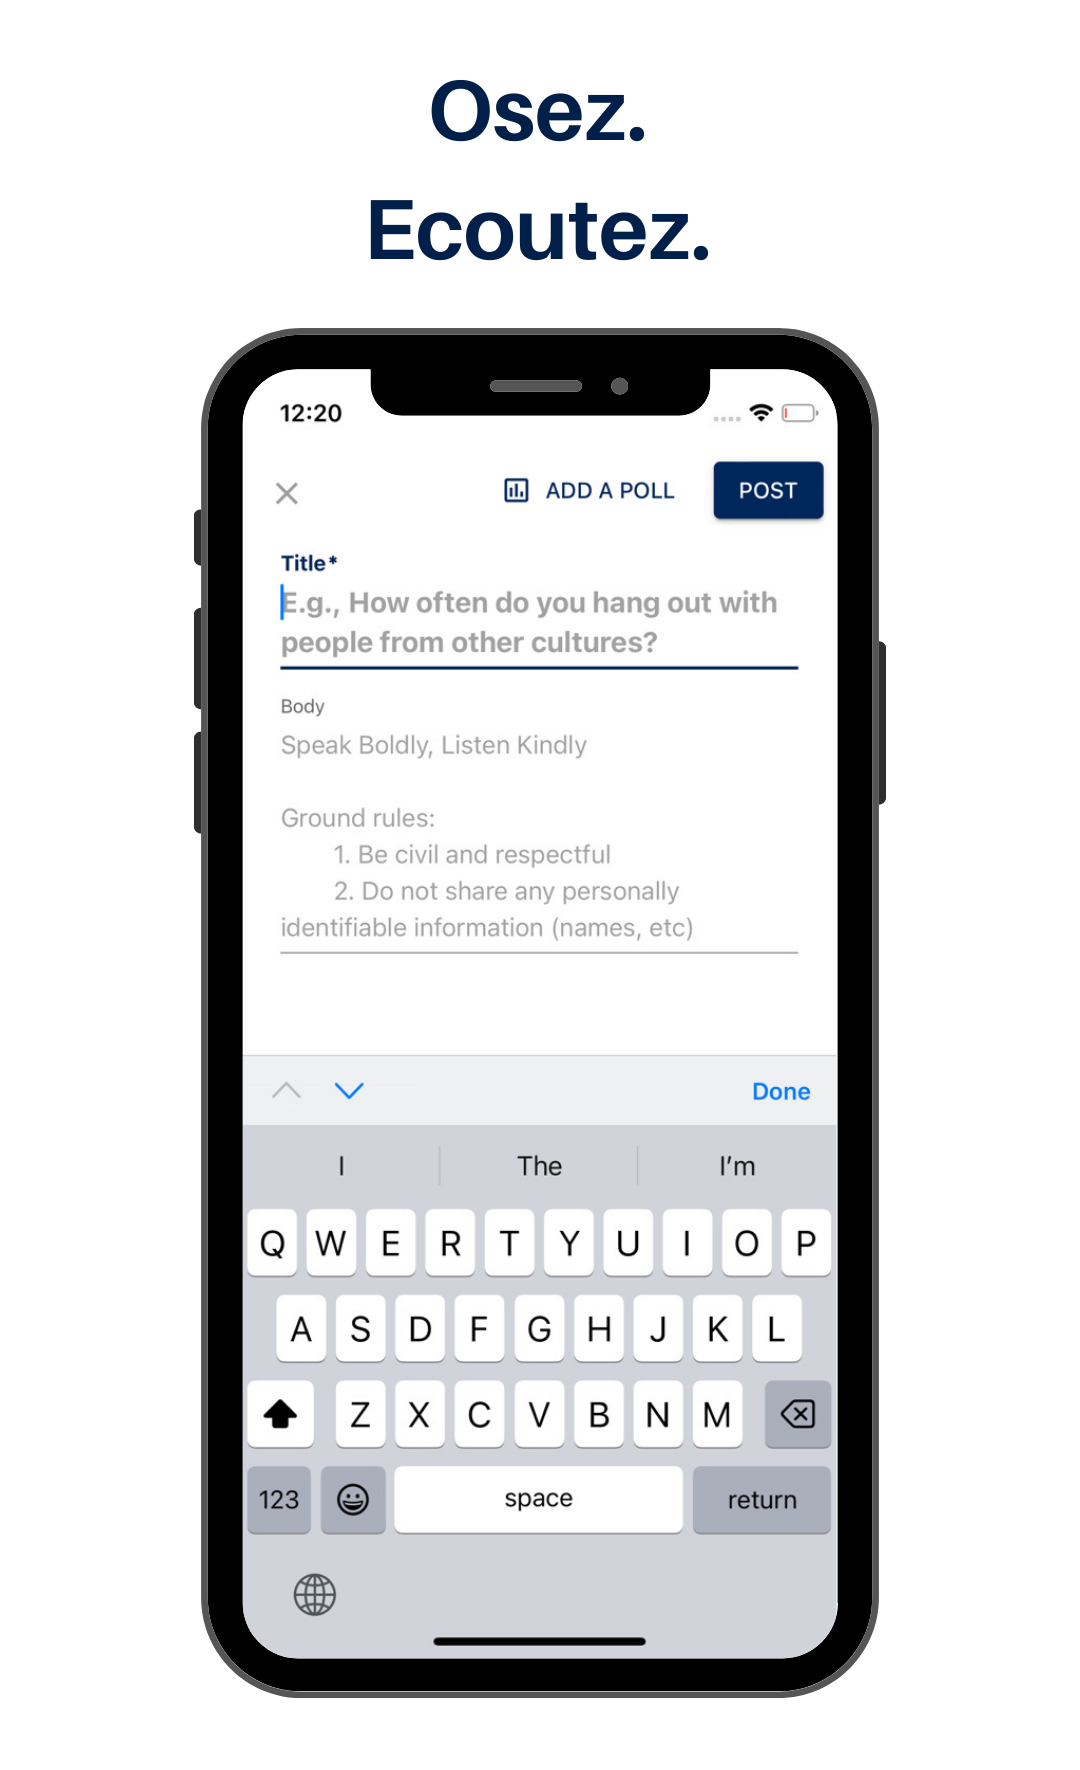 Osez.
Ecoutez.
12:20
ADD A POLL
POST
Title*
E.g., How often do you hang out with
people from other cultures?
Body
Speak Boldly, Listen Kindly
Ground rules:
1. Be civil and respectful
2. Do not share any personally
identifiable information (names, etc)
Done
I The I'm
Q W E R T Y U I O P
A S D F G H J K L
Z X C V B N M
123 space return